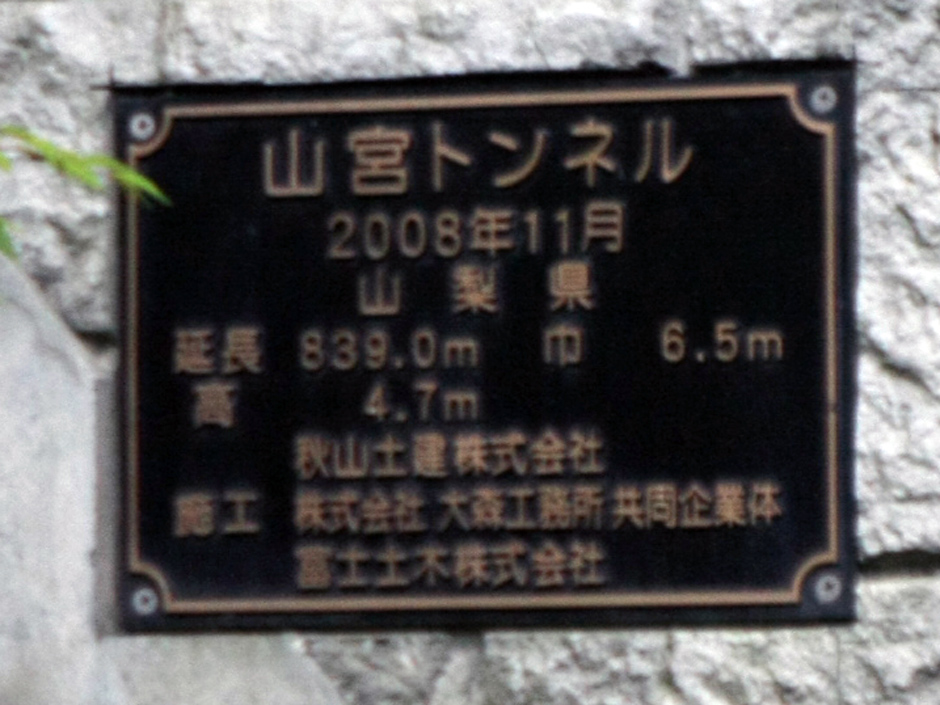 山宮トンネル
2008年11月
山梨県
延長 839.0m 巾 6.5m
高 4.7m
秋山土建株式会社
施工 株式会社 大森工務所 共同企業体
富士土木株式会社